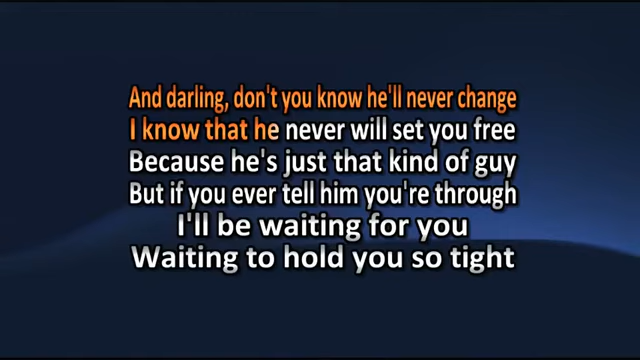 And darling, don't you know he'll never change
I know that he never will set you free
Because he's just that kind of guy
But if you ever tell him you're through
I'll be waiting for you
Waiting to hold you so tight